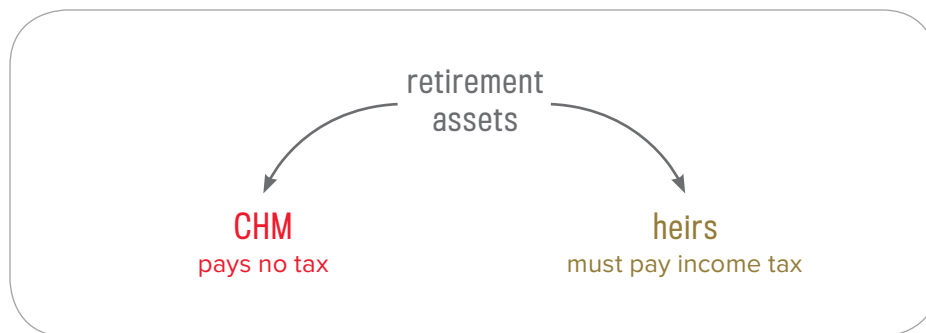 retirement
assets
CHM
pays no tax
heirs
must pay income tax